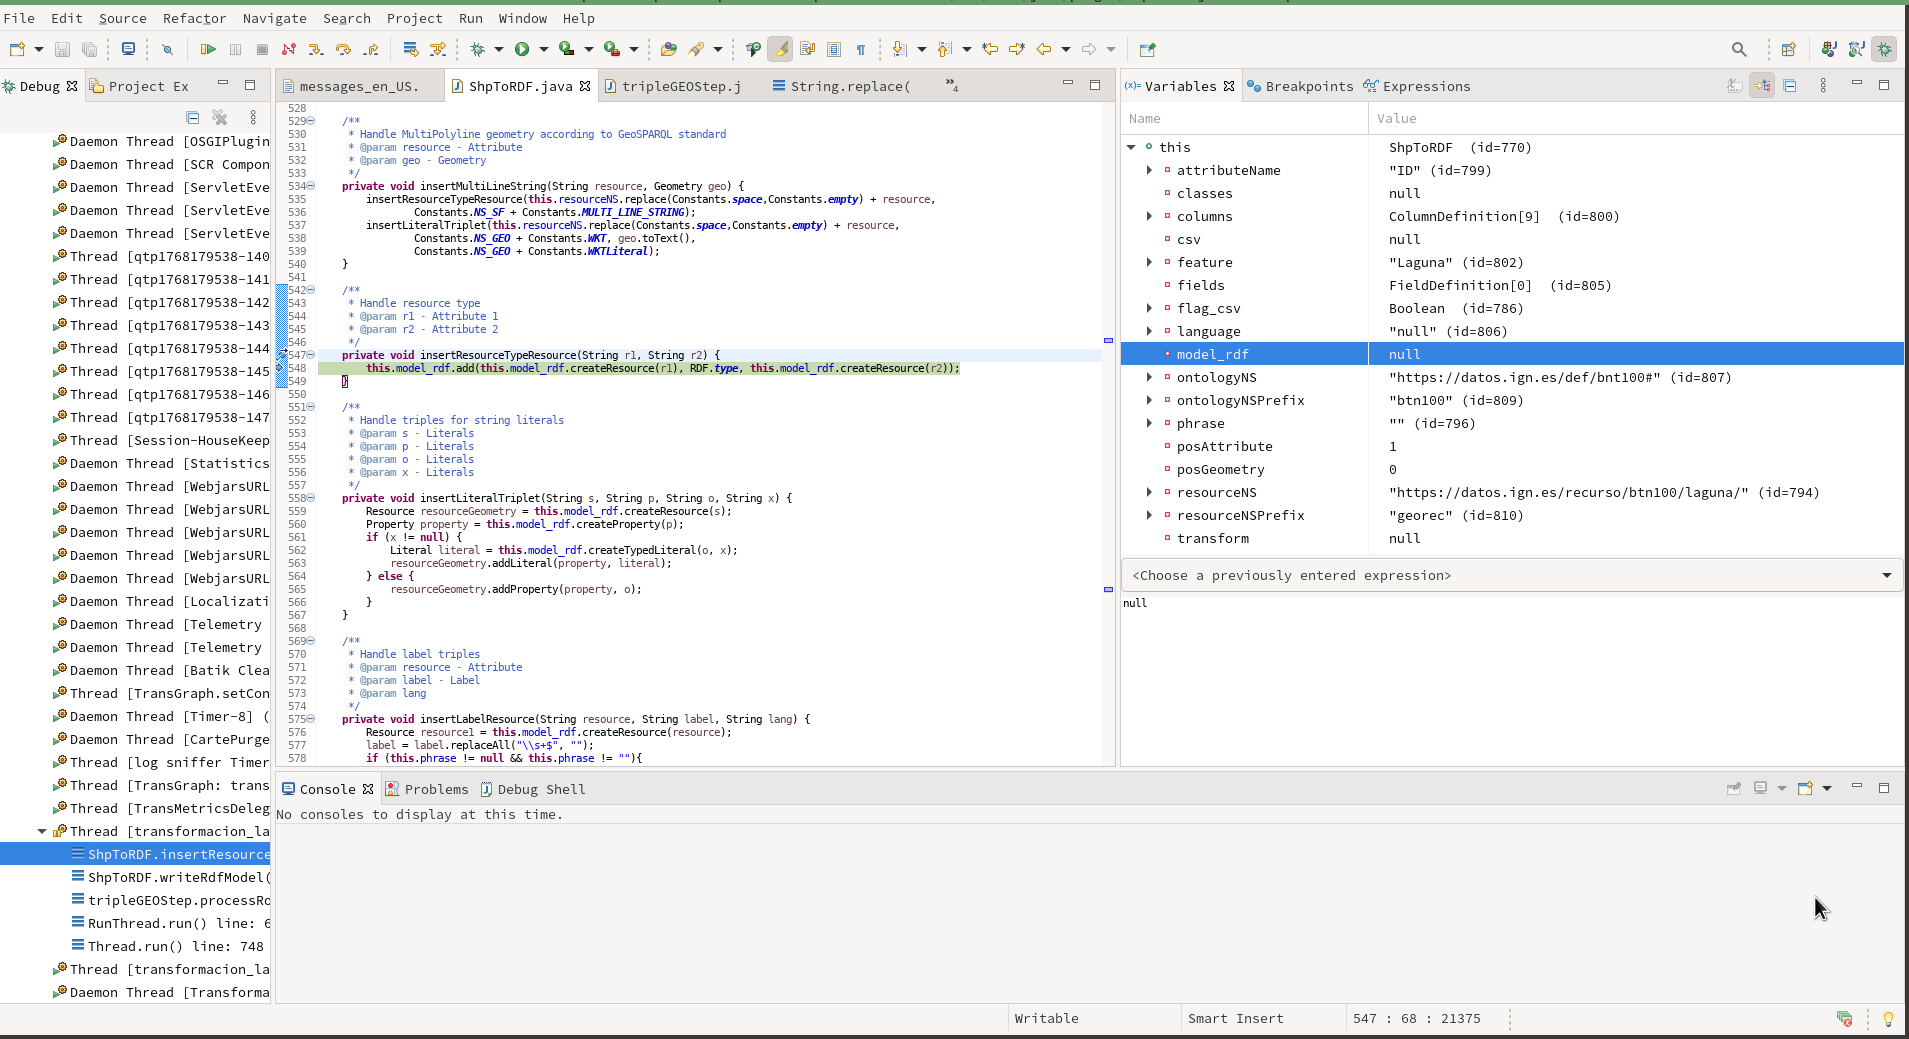 File Edit Source Refactor Navigate Search Project Run Window Help
Debug Project Ex
Daemon Thread [OSGIPlugin
Daemon Thread [SCR Compon
Daemon Thread [ServletEve
Daemon Thread [ServletEve
Daemon Thread [ServletEve
Thread [qtp1768179538-140
Thread [qtp1768179538-141
Thread [qtp1768179538-142
Thread [qtp1768179538-143
Thread [qtp1768179538-144
Thread [qtp1768179538-145
Thread [qtp1768179538-146
Thread [qtp1768179538-147
Thread [Session-HouseKeep
Daemon Thread [Statistics
Daemon Thread [WebjarsURL
Daemon Thread [WebjarsURL
Daemon Thread [WebjarsURL
Daemon Thread [WebjarsURL
Daemon Thread [WebjarsURL
Daemon Thread [Localizati
Daemon Thread [Telemetry
Daemon Thread [Telemetry
Daemon Thread [Batik Clea
Thread [TransGraph.setCon
Daemon Thread [Timer-8] (
Daemon Thread [CartePurge
Thread [log sniffer Timer
Thread [TransGraph: trans
Thread [TransMetricsDeleg
Thread [transformacion_la
ShpToRDF.insertResource
ShpToRDF.writeRdfModel(
tripleGEOStep.processRo
RunThread.run() line: 6
Thread.run() line: 748
Thread [transformacion_la
Daemon Thread [Transforma
messages_en_US. ShpToRDF.java tripleGEOStep.j String.replace( »4
528
529 /**
530 * Handle MultiPolyline geometry according to GeoSPARQL standard
531 * @param resource - Attribute
532 * @param geo - Geometry
533 */
534 private void insertMultiLineString(String resource, Geometry geo) {
535 insertResourceTypeResource(this.resourceNS.replace(Constants.space,Constants.empty) + resource,
536 Constants.NS_SF + Constants.MULTI_LINE_STRING);
537 insertLiteralTriplet(this.resourceNS.replace(Constants.space,Constants.empty) + resource,
538 Constants.NS_GEO + Constants.WKT, geo.toText(),
539 Constants.NS_GEO + Constants.WKTLiteral);
540 }
541
542 /**
543 * Handle resource type
544 * @param r1 - Attribute 1
545 * @param r2 - Attribute 2
546 */
547 private void insertResourceTypeResource(String r1, String r2) {
548 this.model_rdf.add(this.model_rdf.createResource(r1), RDF.type, this.model_rdf.createResource(r2));
549 }
550
551 /**
552 * Handle triples for string literals
553 * @param s - Literals
554 * @param p - Literals
555 * @param o - Literals
556 * @param x - Literals
557 */
558 private void insertLiteralTriplet(String s, String p, String o, String x) {
559 Resource resourceGeometry = this.model_rdf.createResource(s);
560 Property property = this.model_rdf.createProperty(p);
561 if (x != null) {
562 Literal literal = this.model_rdf.createTypedLiteral(o, x);
563 resourceGeometry.addLiteral(property, literal);
564 } else {
565 resourceGeometry.addProperty(property, o);
566 }
567 }
568
569 /**
570 * Handle label triples
571 * @param resource - Attribute
572 * @param label - Label
573 * @param lang
574 */
575 private void insertLabelResource(String resource, String label, String lang) {
576 Resource resource1 = this.model_rdf.createResource(resource);
577 label = label.replaceAll("\\s+$", "");
578 if (this.phrase != null && this.phrase != ""){
(x)= Variables Breakpoints Expressions
Name Value
this ShpToRDF (id=770)
attributeName "ID" (id=799)
classes null
columns ColumnDefinition[9] (id=800)
csv null
feature "Laguna" (id=802)
fields FieldDefinition[0] (id=805)
flag_csv Boolean (id=786)
language "null" (id=806)
model_rdf null
ontologyNS "https://datos.ign.es/def/bnt100#" (id=807)
ontologyNSPrefix "btn100" (id=809)
phrase "" (id=796)
posAttribute 1
posGeometry 0
resourceNS "https://datos.ign.es/recurso/btn100/laguna/" (id=794)
resourceNSPrefix "georec" (id=810)
transform null
<Choose a previously entered expression>
null
Console Problems Debug Shell
No consoles to display at this time.
Writable Smart Insert 547 : 68 : 21375